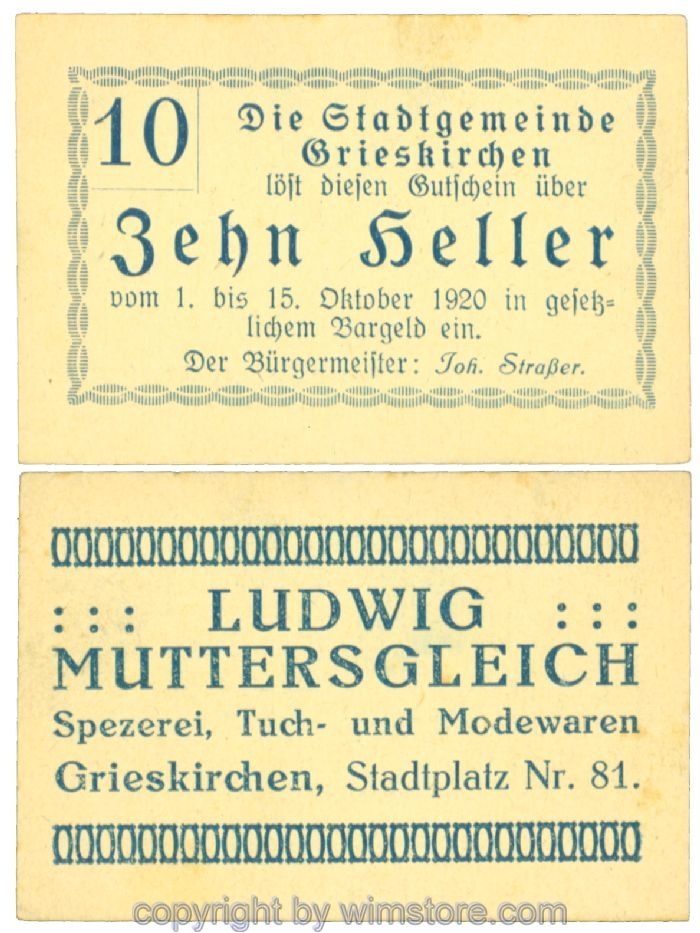 10
Die Stadtgemeinde
Grieskirchen
löst diesen Gutschein über
Zehn Heller
vom 1. bis 15. Oktober 1920 in gesetz-
lichem Bargeld ein.
Der Bürgermeister: Joh. Straßer.
: : : LUDWIG : : :
MUTTERSGLEICH
Spezerei, Tuch- und Modewaren
Grieskirchen, Stadtplatz Nr. 81.
copyright by wimstore.com